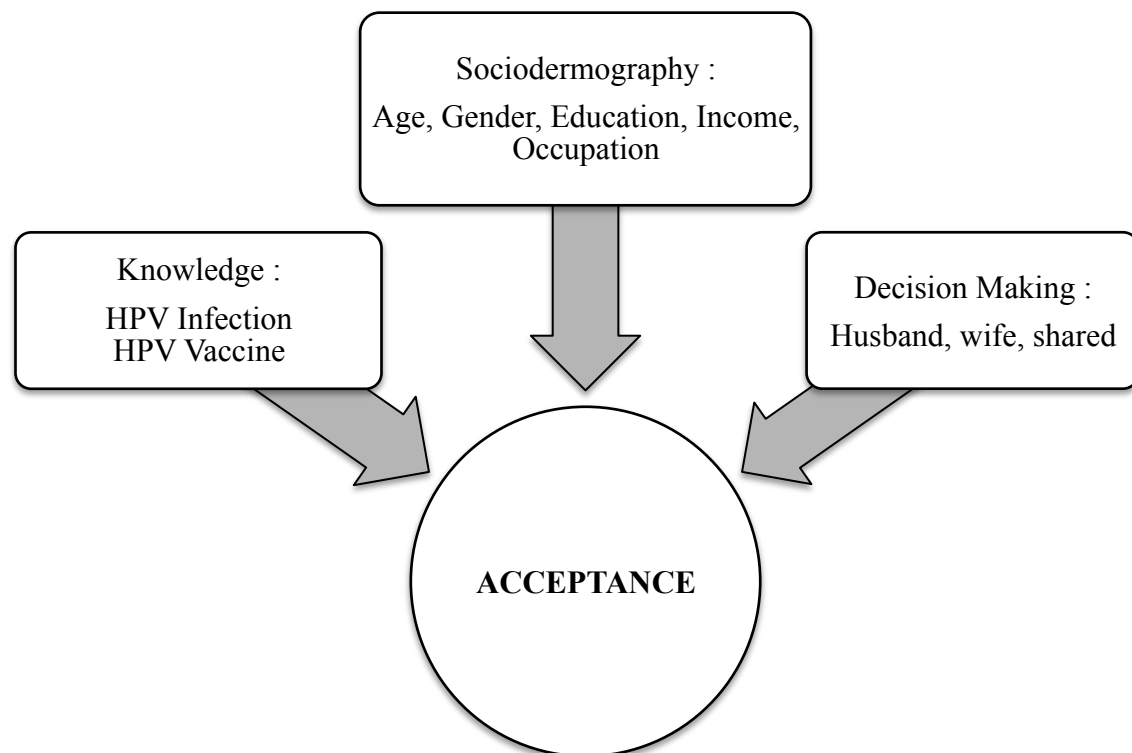 Sociodermography :
Age, Gender, Education, Income,
Occupation
Knowledge :
HPV Infection
HPV Vaccine
Decision Making :
Husband, wife, shared
ACCEPTANCE